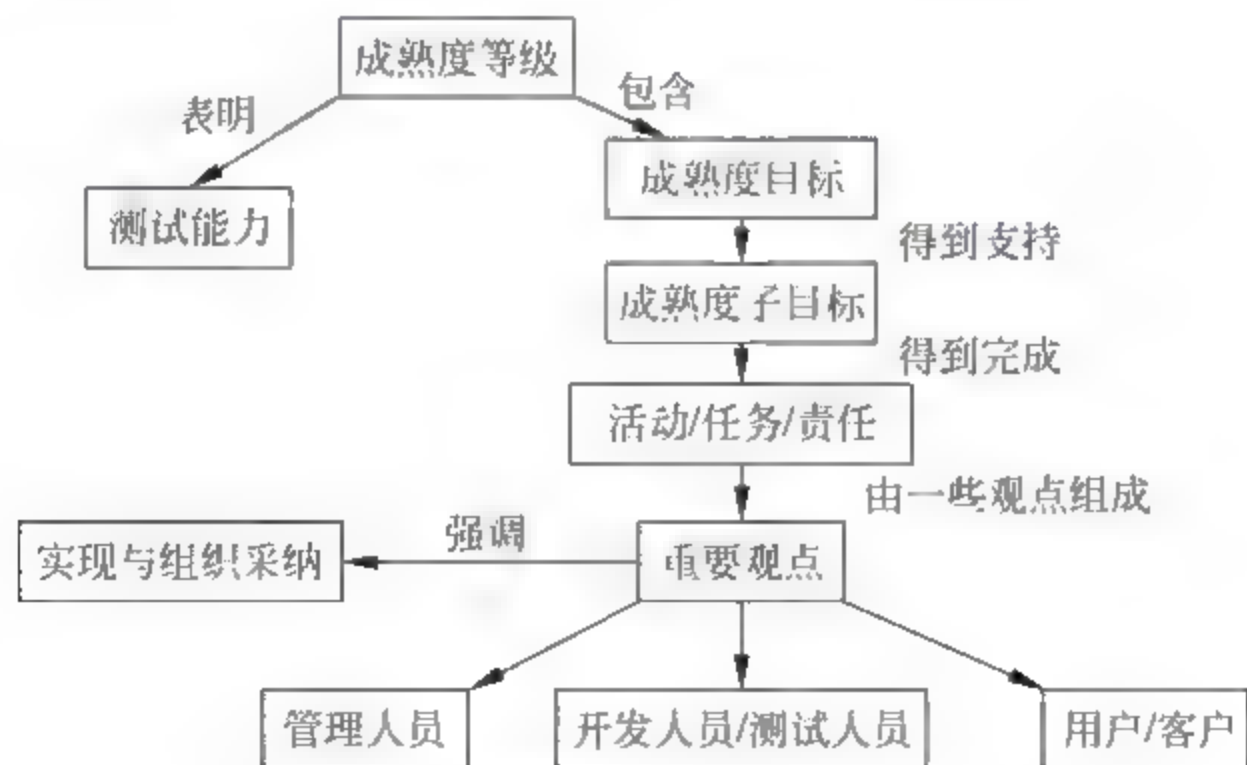 成熟度等级
表明
包含
成熟度目标
测试能力
得到支持
成熟度子目标
得到完成
活动/任务/责任
由一些观点组成
强调
实现与组织采纳
重要观点
管理人员
开发人员/测试人员
用户/客户